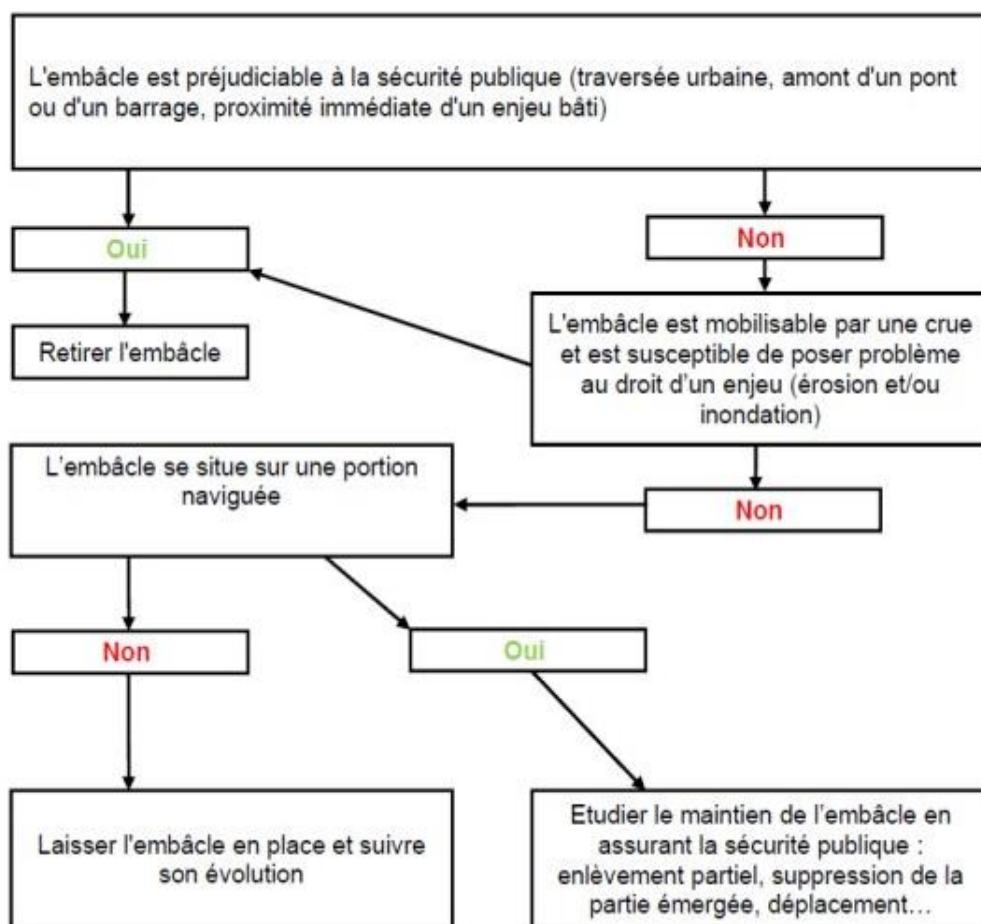 L'embâcle est préjudiciable à la sécurité publique (traversée urbaine, amont d'un pont
ou d'un barrage, proximité immédiate d'un enjeu bâti)
Oui
Non
Retirer l'embâcle
L'embâcle est mobilisable par une crue
et est susceptible de poser problème
au droit d'un enjeu (érosion et/ou
inondation)
L'embâcle se situe sur une portion
naviguée
Non
Non
Oui
Laisser l'embâcle en place et suivre
son évolution
Etudier le maintien de l'embâcle en
assurant la sécurité publique :
enlèvement partiel, suppression de la
partie émergée, déplacement…